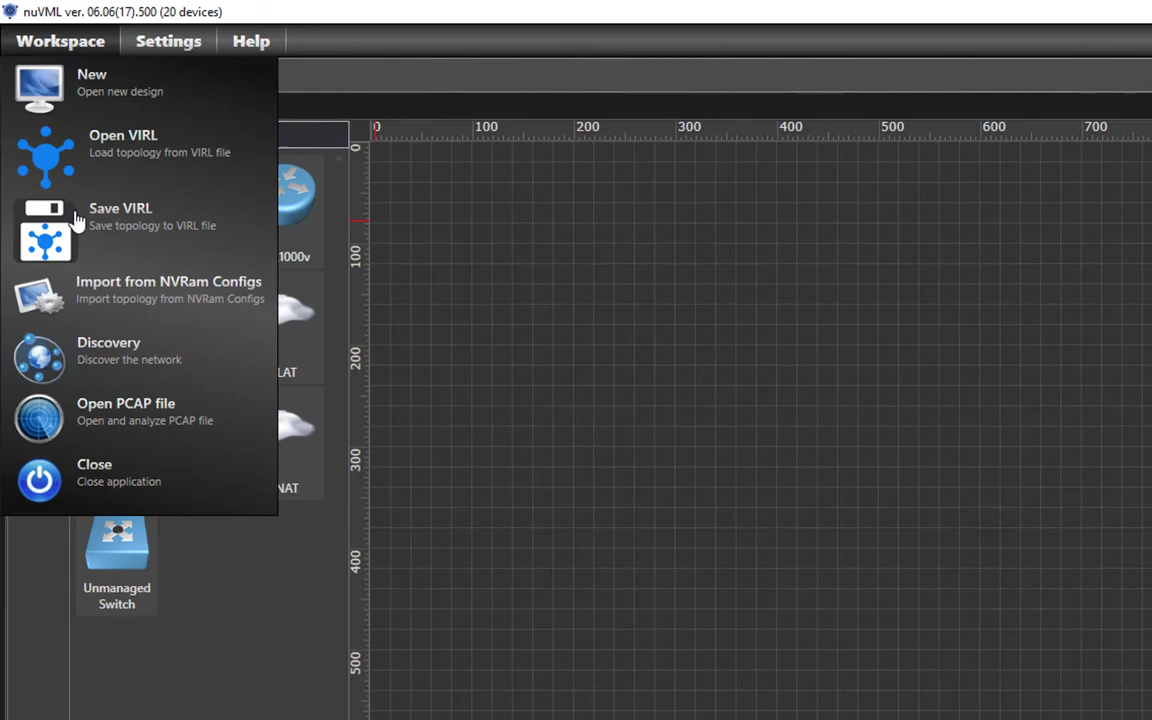 nuVML ver. 06.06(17).500 (20 devices)
Workspace Settings Help
New
Open new design
Open VIRL
Load topology from VIRL file
Save VIRL
Save topology to VIRL file
Import from NVRam Configs
Import topology from NVRam Configs
Discovery
Discover the network
Open PCAP file
Open and analyze PCAP file
Close
Close application
0 100 200 300 400 500 600 700
0
100
200
300
400
500
1000v
LAT
NAT
Unmanaged
Switch